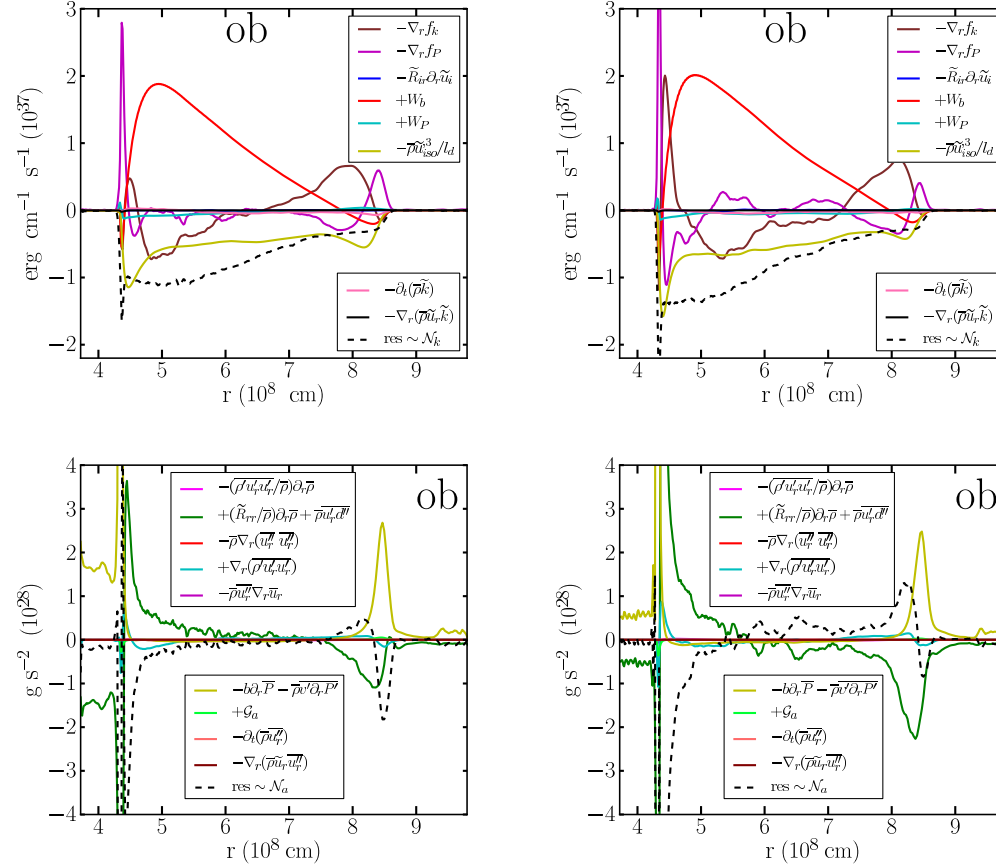 ob
−∇_r f_k
−∇_r f_P
−R̃_ir ∂_r ũ_i
+W_b
+W_P
−ρ̅ũ³_iso/l_d
−∂_t(ρ̅k̃)
−∇_r(ρ̅ũ_r k̃)
res ∼ 𝒩_k
erg cm⁻¹ s⁻¹ (10³⁷)
3
2
1
0
−1
−2
4 5 6 7 8 9
r (10⁸ cm)
ob
−∇_r f_k
−∇_r f_P
−R̃_ir ∂_r ũ_i
+W_b
+W_P
−ρ̅ũ³_iso/l_d
−∂_t(ρ̅k̃)
−∇_r(ρ̅ũ_r k̃)
res ∼ 𝒩_k
erg cm⁻¹ s⁻¹ (10³⁷)
3
2
1
0
−1
−2
4 5 6 7 8 9
r (10⁸ cm)
ob
−(ρ′u′_r u′_r/ρ̅)∂_r ρ̅
+(R̃_rr/ρ̅)∂_r ρ̅ + ρ̅u′_r d″
−ρ̅∇_r(u″_r u″_r)
+∇_r(ρ′u′_r u′_r)
−ρ̅u″_r ∇_r u̅_r
−b∂_r P̅ − ρ̅v′∂_r P′
+𝒢_a
−∂_t(ρ̅u″_r)
−∇_r(ρ̅ũ_r u″_r)
res ∼ 𝒩_a
g s⁻² (10²⁸)
4
3
2
1
0
−1
−2
−3
−4
4 5 6 7 8 9
r (10⁸ cm)
ob
−(ρ′u′_r u′_r/ρ̅)∂_r ρ̅
+(R̃_rr/ρ̅)∂_r ρ̅ + ρ̅u′_r d″
−ρ̅∇_r(u″_r u″_r)
+∇_r(ρ′u′_r u′_r)
−ρ̅u″_r ∇_r u̅_r
−b∂_r P̅ − ρ̅v′∂_r P′
+𝒢_a
−∂_t(ρ̅u″_r)
−∇_r(ρ̅ũ_r u″_r)
res ∼ 𝒩_a
g s⁻² (10²⁸)
4
3
2
1
0
−1
−2
−3
−4
4 5 6 7 8 9
r (10⁸ cm)